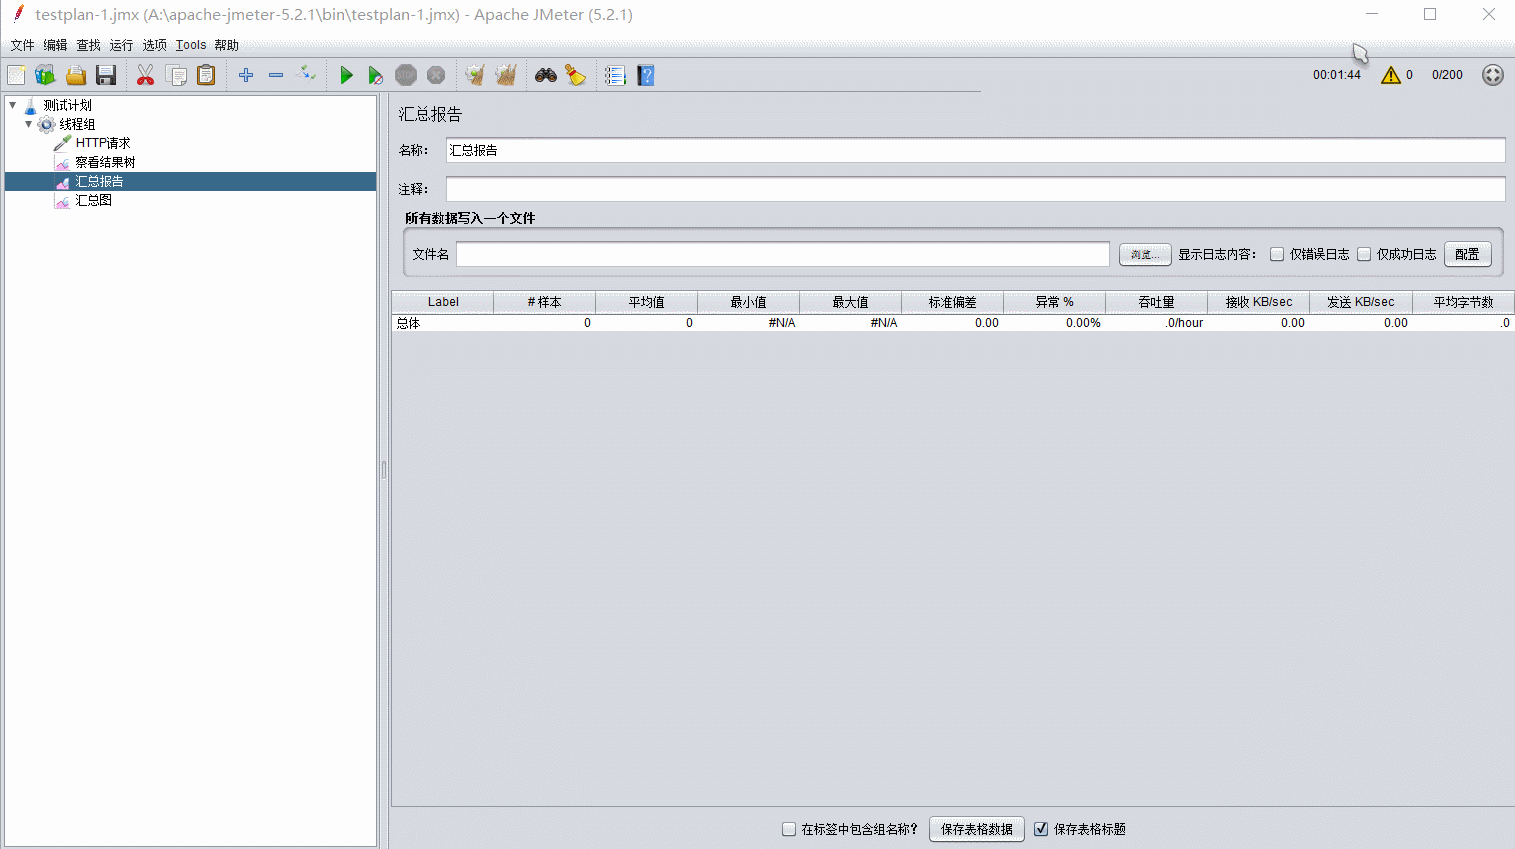 testplan-1.jmx (A:\apache-jmeter-5.2.1\bin\testplan-1.jmx) - Apache JMeter (5.2.1)
文件 编辑 查找 运行 选项 Tools 帮助
STOP 00:01:44 0 0/200
测试计划
线程组
HTTP请求
察看结果树
汇总报告
汇总图
汇总报告
名称： 汇总报告
注释：
所有数据写入一个文件
文件名 浏览... 显示日志内容： 仅错误日志 仅成功日志 配置
Label # 样本 平均值 最小值 最大值 标准偏差 异常 % 吞吐量 接收 KB/sec 发送 KB/sec 平均字节数
总体 0 0 #N/A #N/A 0.00 0.00% .0/hour 0.00 0.00 .0
在标签中包含组名称? 保存表格数据 保存表格标题